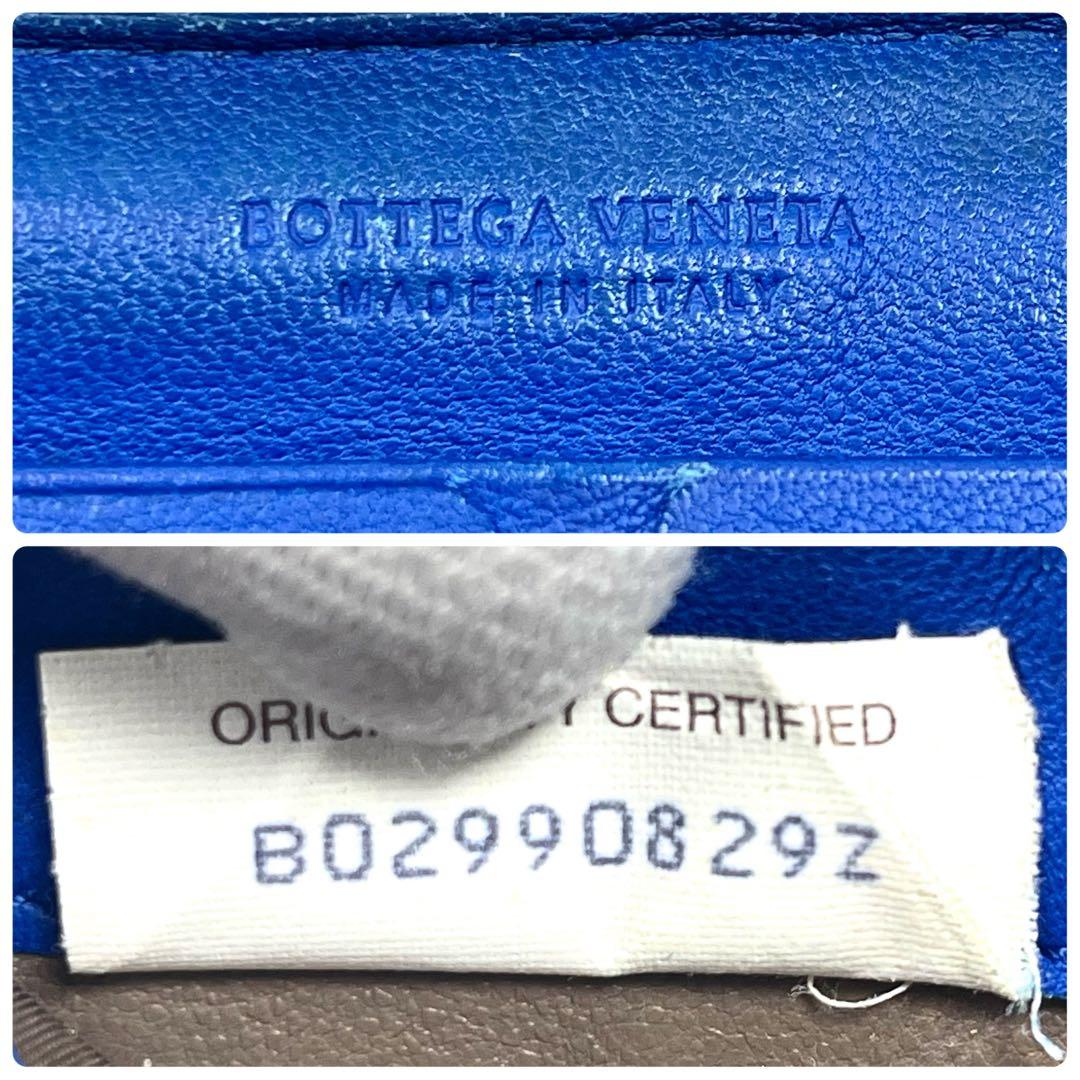 BOTTEGA VENETA
MADE IN ITALY
CERTIFIED
B02990829Z